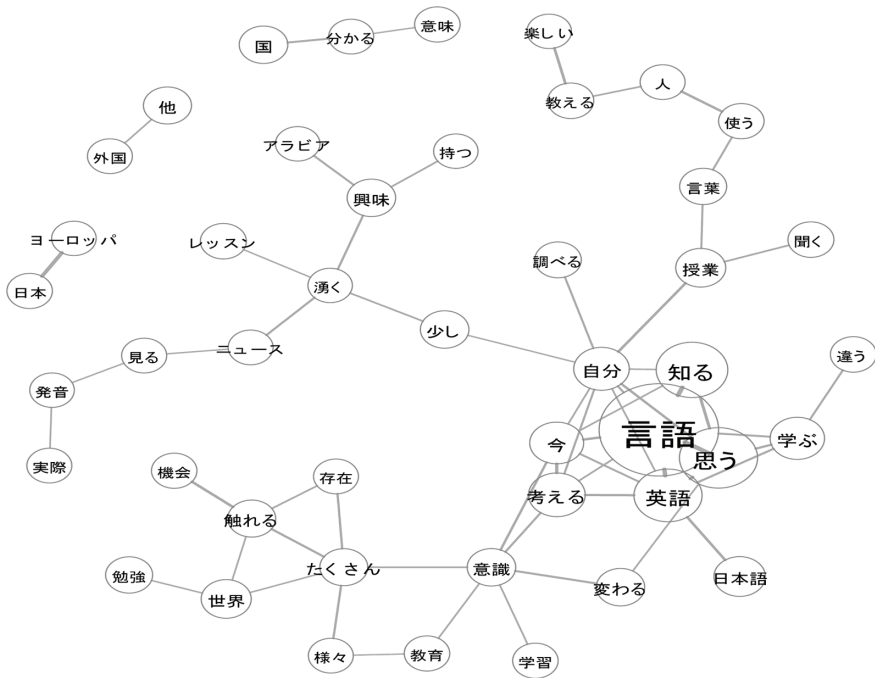 国
分かる
意味
楽しい
教える
人
使う
他
外国
アラビア
持つ
興味
言葉
ヨーロッパ
日本
レッスン
湧く
調べる
授業
聞く
少し
ニュース
見る
発音
実際
自分
知る
違う
言語
今
思う
学ぶ
考える
英語
機会
存在
触れる
たくさん
意識
勉強
世界
変わる
日本語
様々
教育
学習